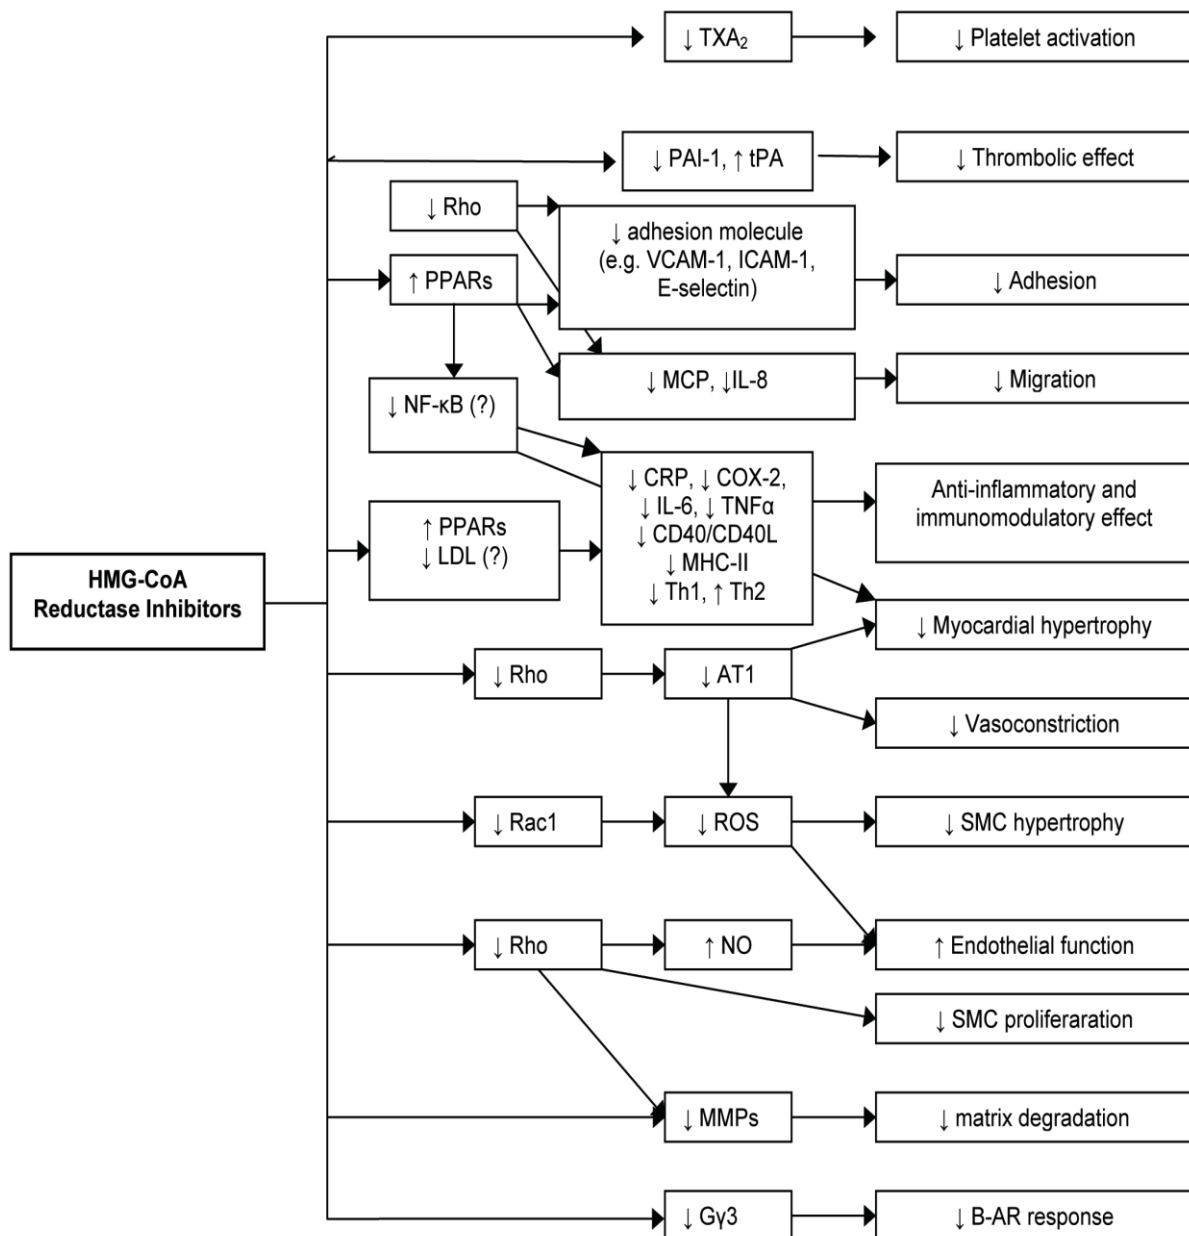 ↓ TXA₂
↓ Platelet activation
↓ PAI-1, ↑ tPA
↓ Thrombolic effect
↓ Rho
↓ adhesion molecule
(e.g. VCAM-1, ICAM-1,
E-selectin)
↑ PPARs
↓ Adhesion
↓ MCP, ↓IL-8
↓ Migration
↓ NF-κB (?)
↓ CRP, ↓ COX-2,
↓ IL-6, ↓ TNFα
↓ CD40/CD40L
↓ MHC-II
↓ Th1, ↑ Th2
Anti-inflammatory and
immunomodulatory effect
↑ PPARs
↓ LDL (?)
HMG-CoA
Reductase Inhibitors
↓ Myocardial hypertrophy
↓ Rho
↓ AT1
↓ Vasoconstriction
↓ Rac1
↓ ROS
↓ SMC hypertrophy
↓ Rho
↑ NO
↑ Endothelial function
↓ SMC proliferaration
↓ MMPs
↓ matrix degradation
↓ Gγ3
↓ B-AR response